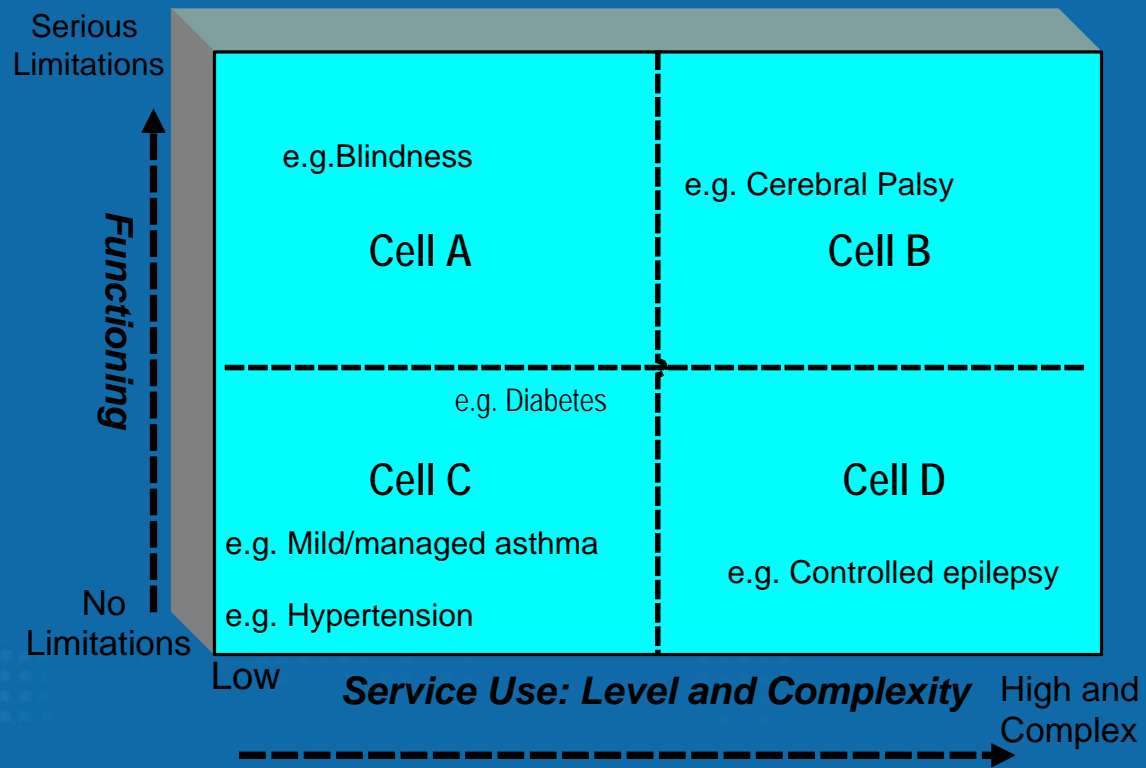 Serious
Limitations
e.g.Blindness
e.g. Cerebral Palsy
Cell A
Cell B
Functioning
e.g. Diabetes
Cell C
Cell D
e.g. Mild/managed asthma
e.g. Controlled epilepsy
e.g. Hypertension
No
Limitations
Low
Service Use: Level and Complexity
High and
Complex